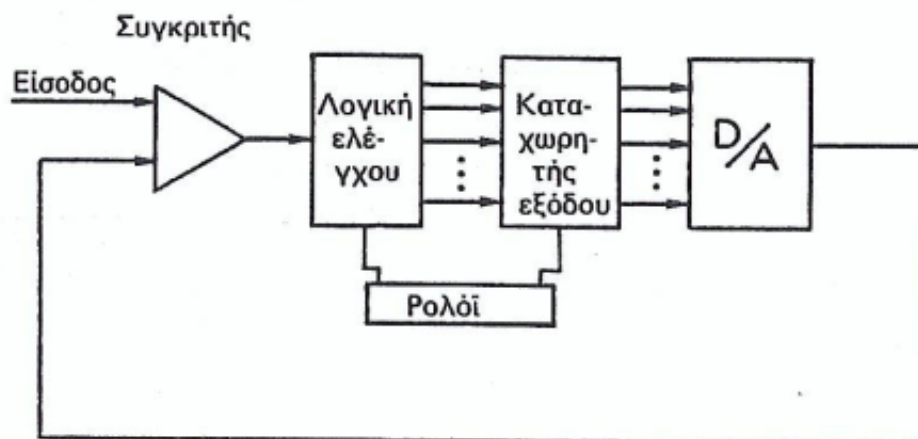 Συγκριτής
Είσοδος
Λογική
ελέ-
γχου
Κατα-
χωρη-
τής
εξόδου
D/A
Ρολόϊ